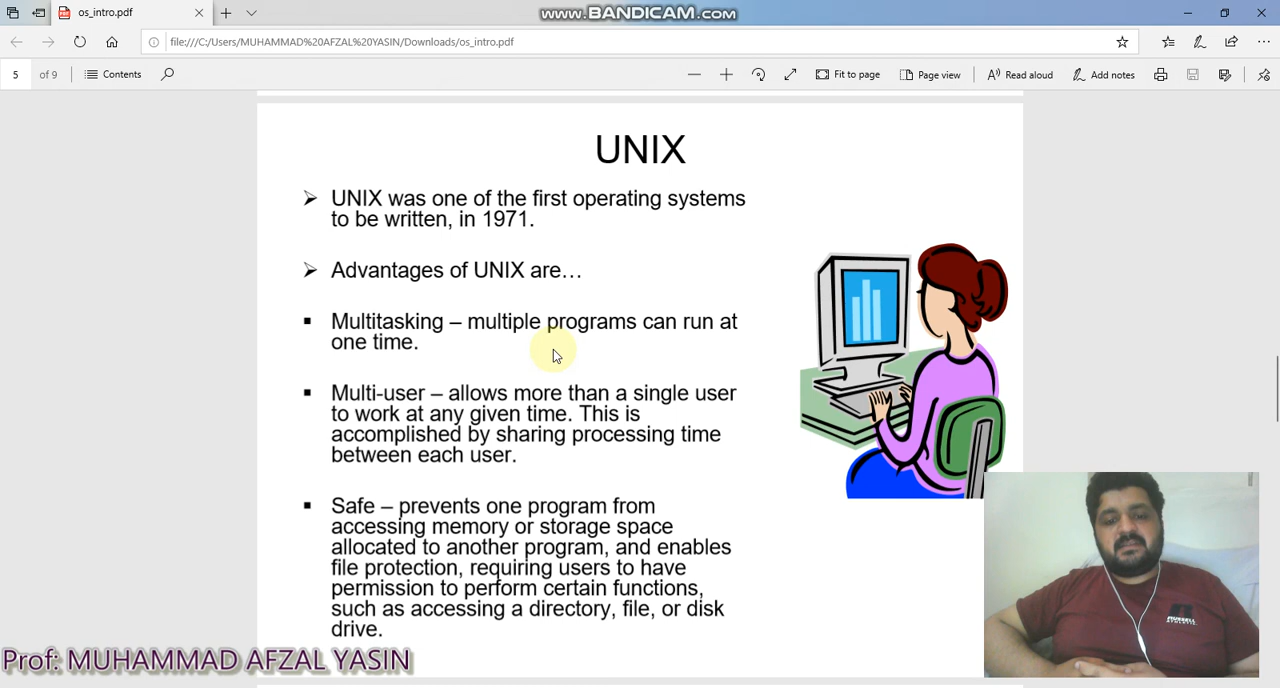 os_intro.pdf
www.BANDICAM.com
file:///C:/Users/MUHAMMAD%20AFZAL%20YASIN/Downloads/os_intro.pdf
5 of 9 Contents Fit to page Page view Read aloud Add notes
UNIX
UNIX was one of the first operating systems
to be written, in 1971.
Advantages of UNIX are…
Multitasking – multiple programs can run at
one time.
Multi-user – allows more than a single user
to work at any given time. This is
accomplished by sharing processing time
between each user.
Safe – prevents one program from
accessing memory or storage space
allocated to another program, and enables
file protection, requiring users to have
permission to perform certain functions,
such as accessing a directory, file, or disk
drive.
RUSSELL
ATHLETIC
Prof: MUHAMMAD AFZAL YASIN